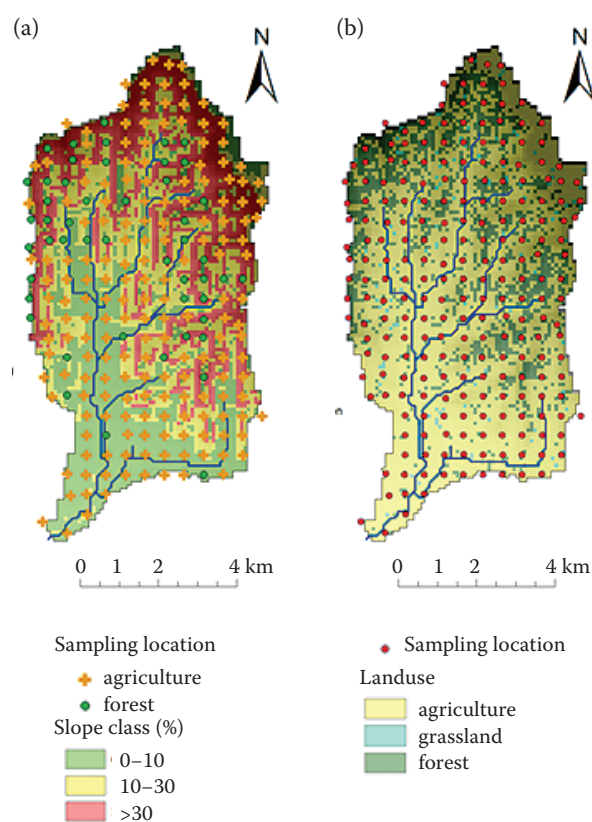 (a)
(b)
N
N
0 1 2 4 km
0 1 2 4 km
Sampling location
agriculture
forest
Slope class (%)
0–10
10–30
>30
Sampling location
Landuse
agriculture
grassland
forest